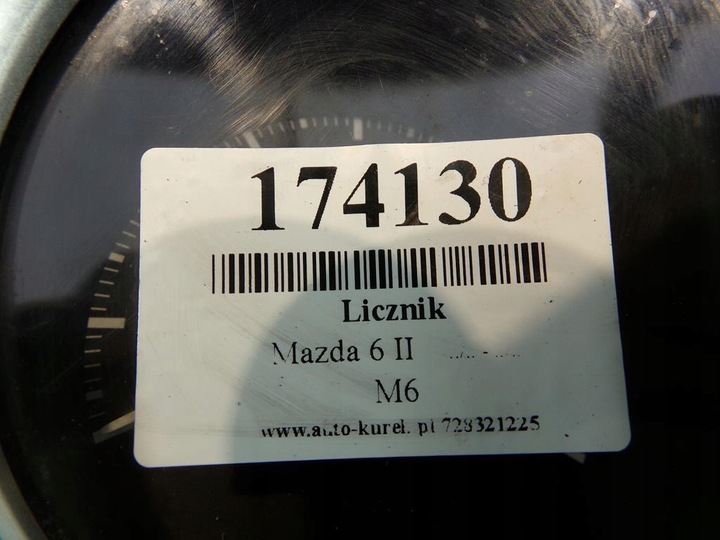 174130
Licznik
Mazda 6 II
M6
www.auto-kurel.pl 728321225